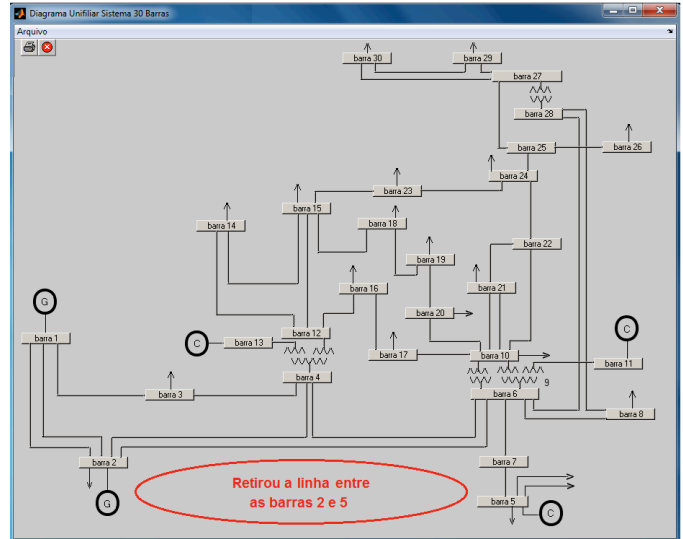 Diagrama Unifiliar Sistema 30 Barras
Arquivo
barra 30
barra 29
barra 27
barra 28
barra 25
barra 26
barra 24
barra 23
barra 15
barra 18
barra 14
barra 22
barra 19
barra 16
barra 21
G
barra 20
C
barra 1
barra 12
C
barra 13
barra 17
barra 10
barra 11
barra 4
9
barra 3
barra 6
barra 8
barra 2
barra 7
G
Retirou a linha entre
as barras 2 e 5
barra 5
C